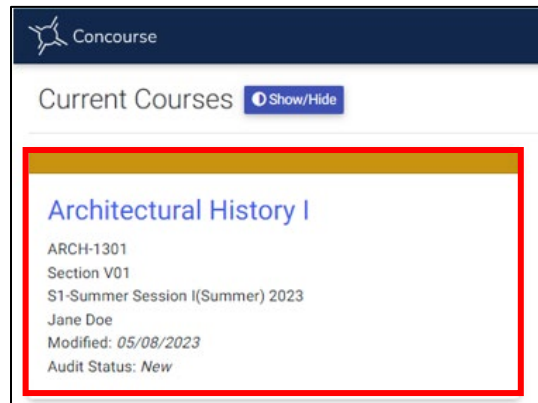 Concourse
Current Courses Show/Hide
Architectural History I
ARCH-1301
Section V01
S1-Summer Session I(Summer) 2023
Jane Doe
Modified: 05/08/2023
Audit Status: New